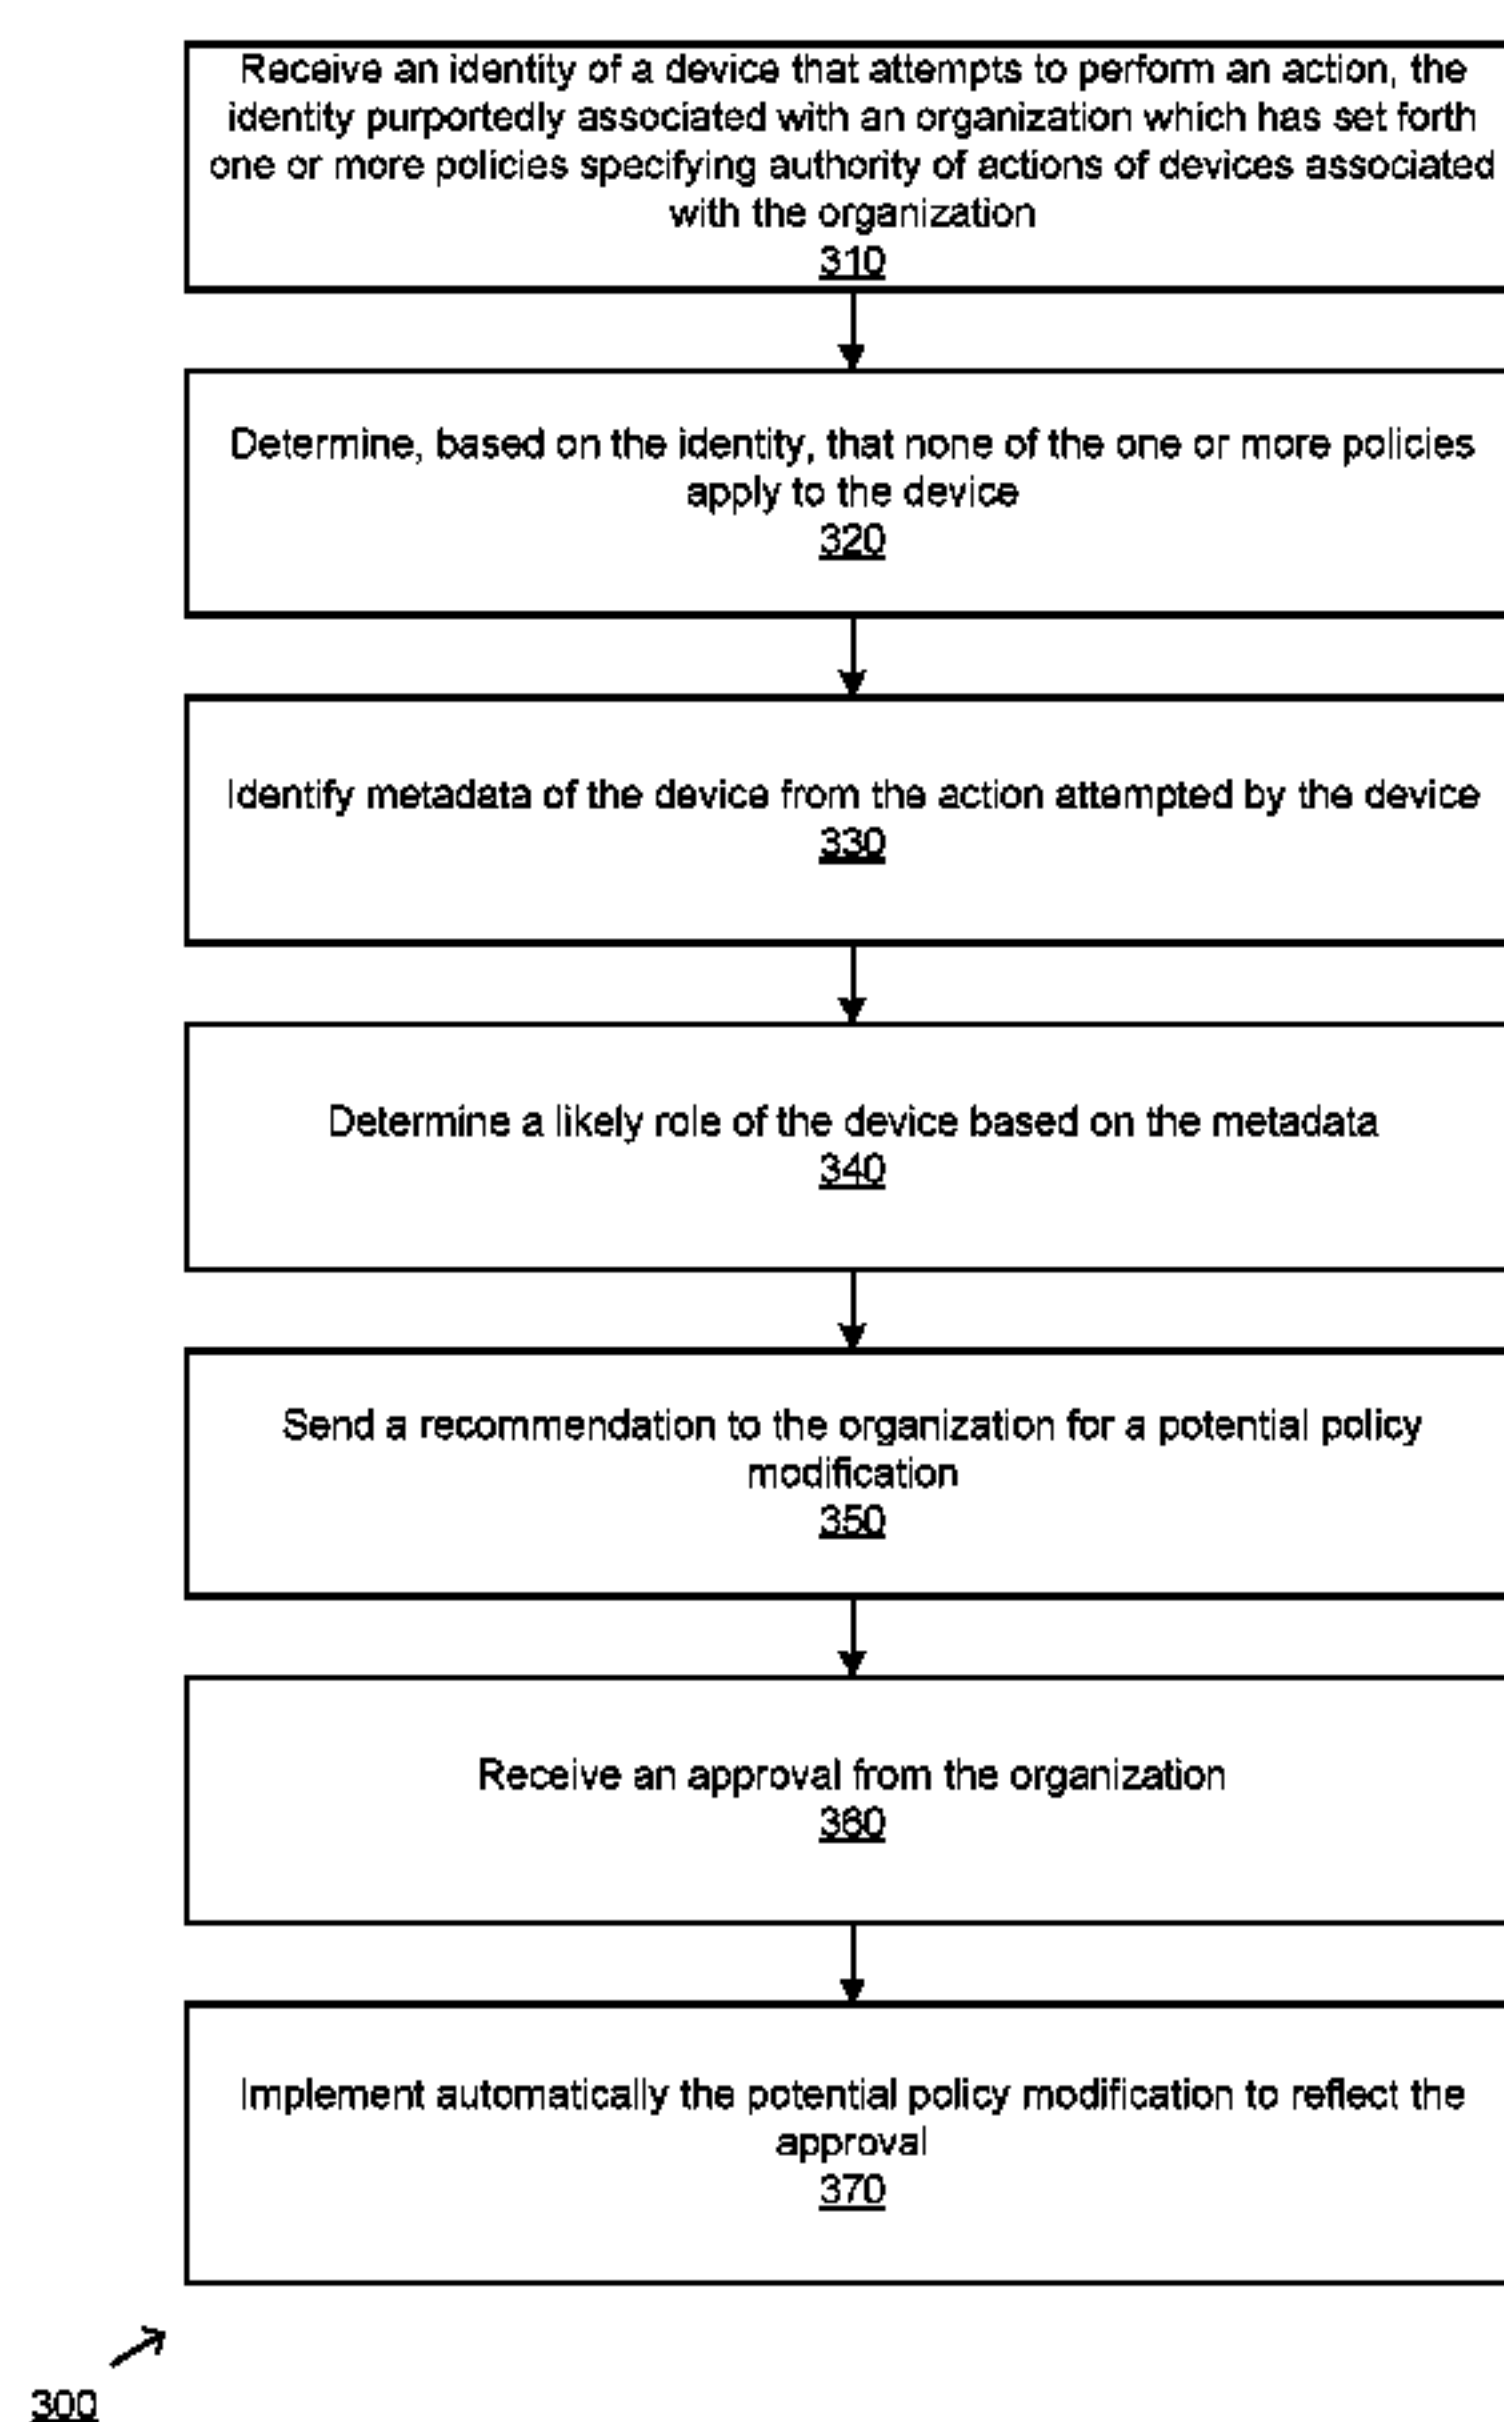 Receive an identity of a device that attempts to perform an action, the
identity purportedly associated with an organization which has set forth
one or more policies specifying authority of actions of devices associated
with the organization
310
Determine, based on the identity, that none of the one or more policies
apply to the device
320
Identify metadata of the device from the action attempted by the device
330
Determine a likely role of the device based on the metadata
340
Send a recommendation to the organization for a potential policy
modification
350
Receive an approval from the organization
360
Implement automatically the potential policy modification to reflect the
approval
370
300